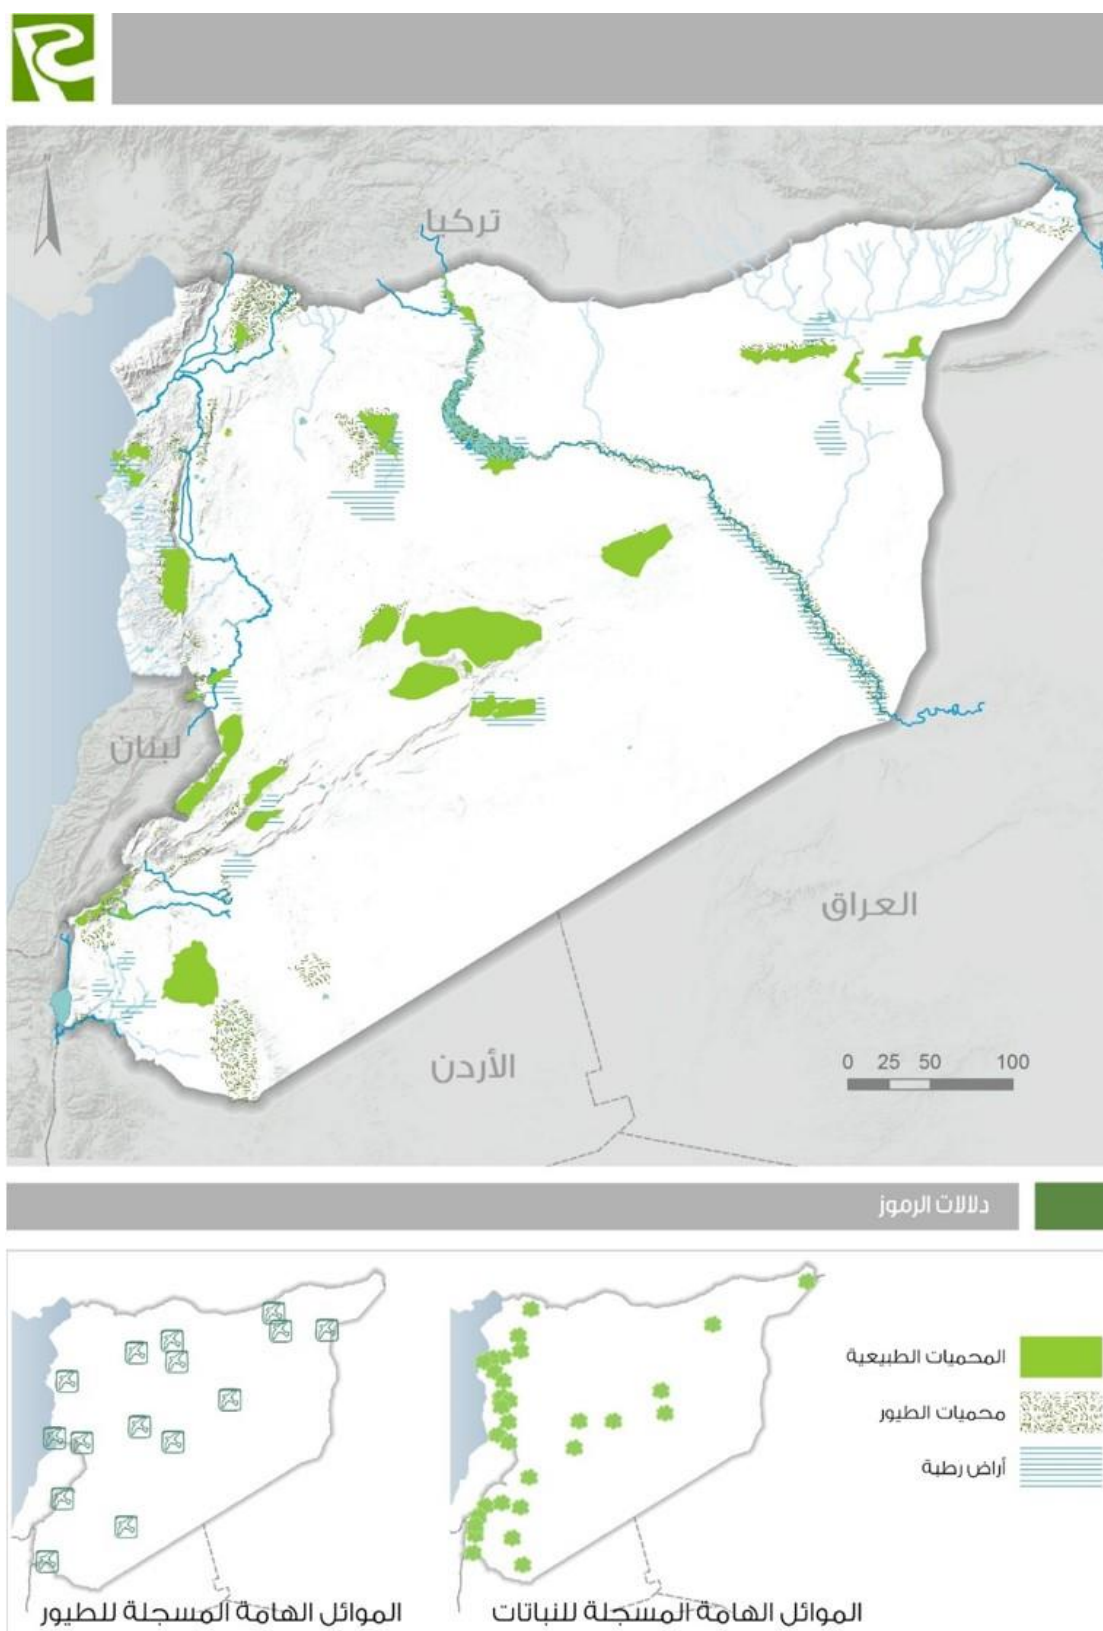 N
تركيا
لبنان
العراق
الأردن
0 25 50 100
دلالات الرموز
المحميات الطبيعية
محميات الطيور
أراض رطبة
الموائل الهامة المسجلة للنباتات
الموائل الهامة المسجلة للطيور